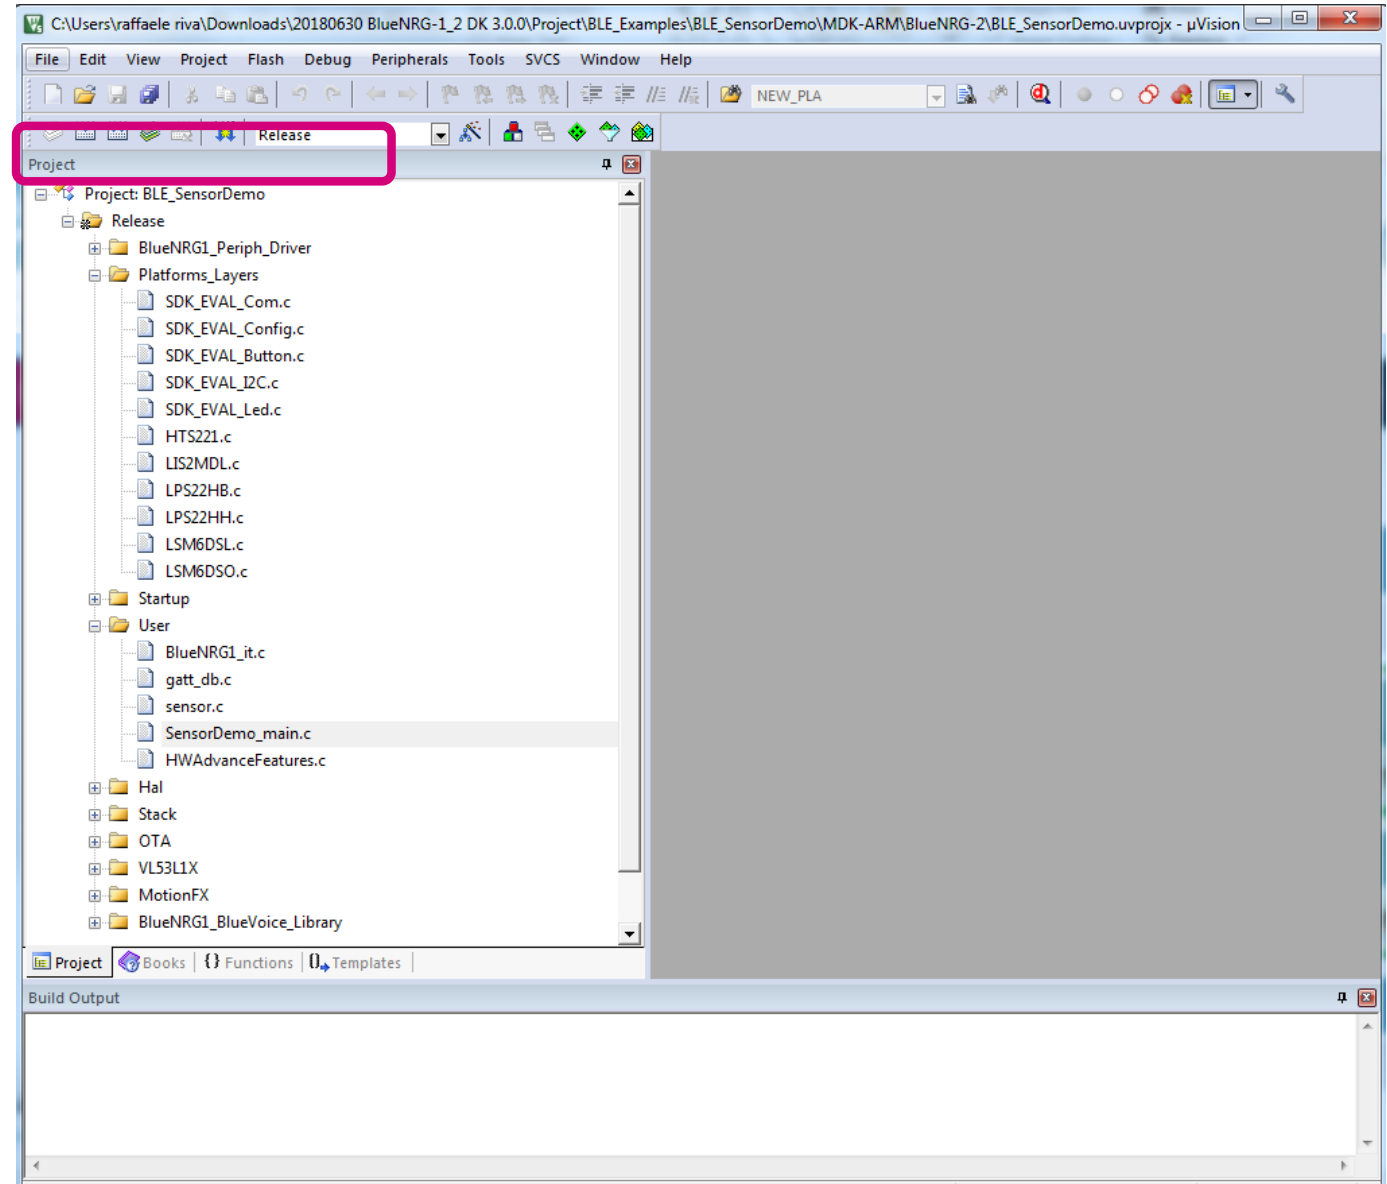 C:\Users\raffaele riva\Downloads\20180630 BlueNRG-1_2 DK 3.0.0\Project\BLE_Examples\BLE_SensorDemo\MDK-ARM\BlueNRG-2\BLE_SensorDemo.uvprojx - µVision
File Edit View Project Flash Debug Peripherals Tools SVCS Window Help
NEW_PLA
Release
Project
Project: BLE_SensorDemo
Release
BlueNRG1_Periph_Driver
Platforms_Layers
SDK_EVAL_Com.c
SDK_EVAL_Config.c
SDK_EVAL_Button.c
SDK_EVAL_I2C.c
SDK_EVAL_Led.c
HTS221.c
LIS2MDL.c
LPS22HB.c
LPS22HH.c
LSM6DSL.c
LSM6DSO.c
Startup
User
BlueNRG1_it.c
gatt_db.c
sensor.c
SensorDemo_main.c
HWAdvanceFeatures.c
Hal
Stack
OTA
VL53L1X
MotionFX
BlueNRG1_BlueVoice_Library
Project Books {} Functions Templates
Build Output